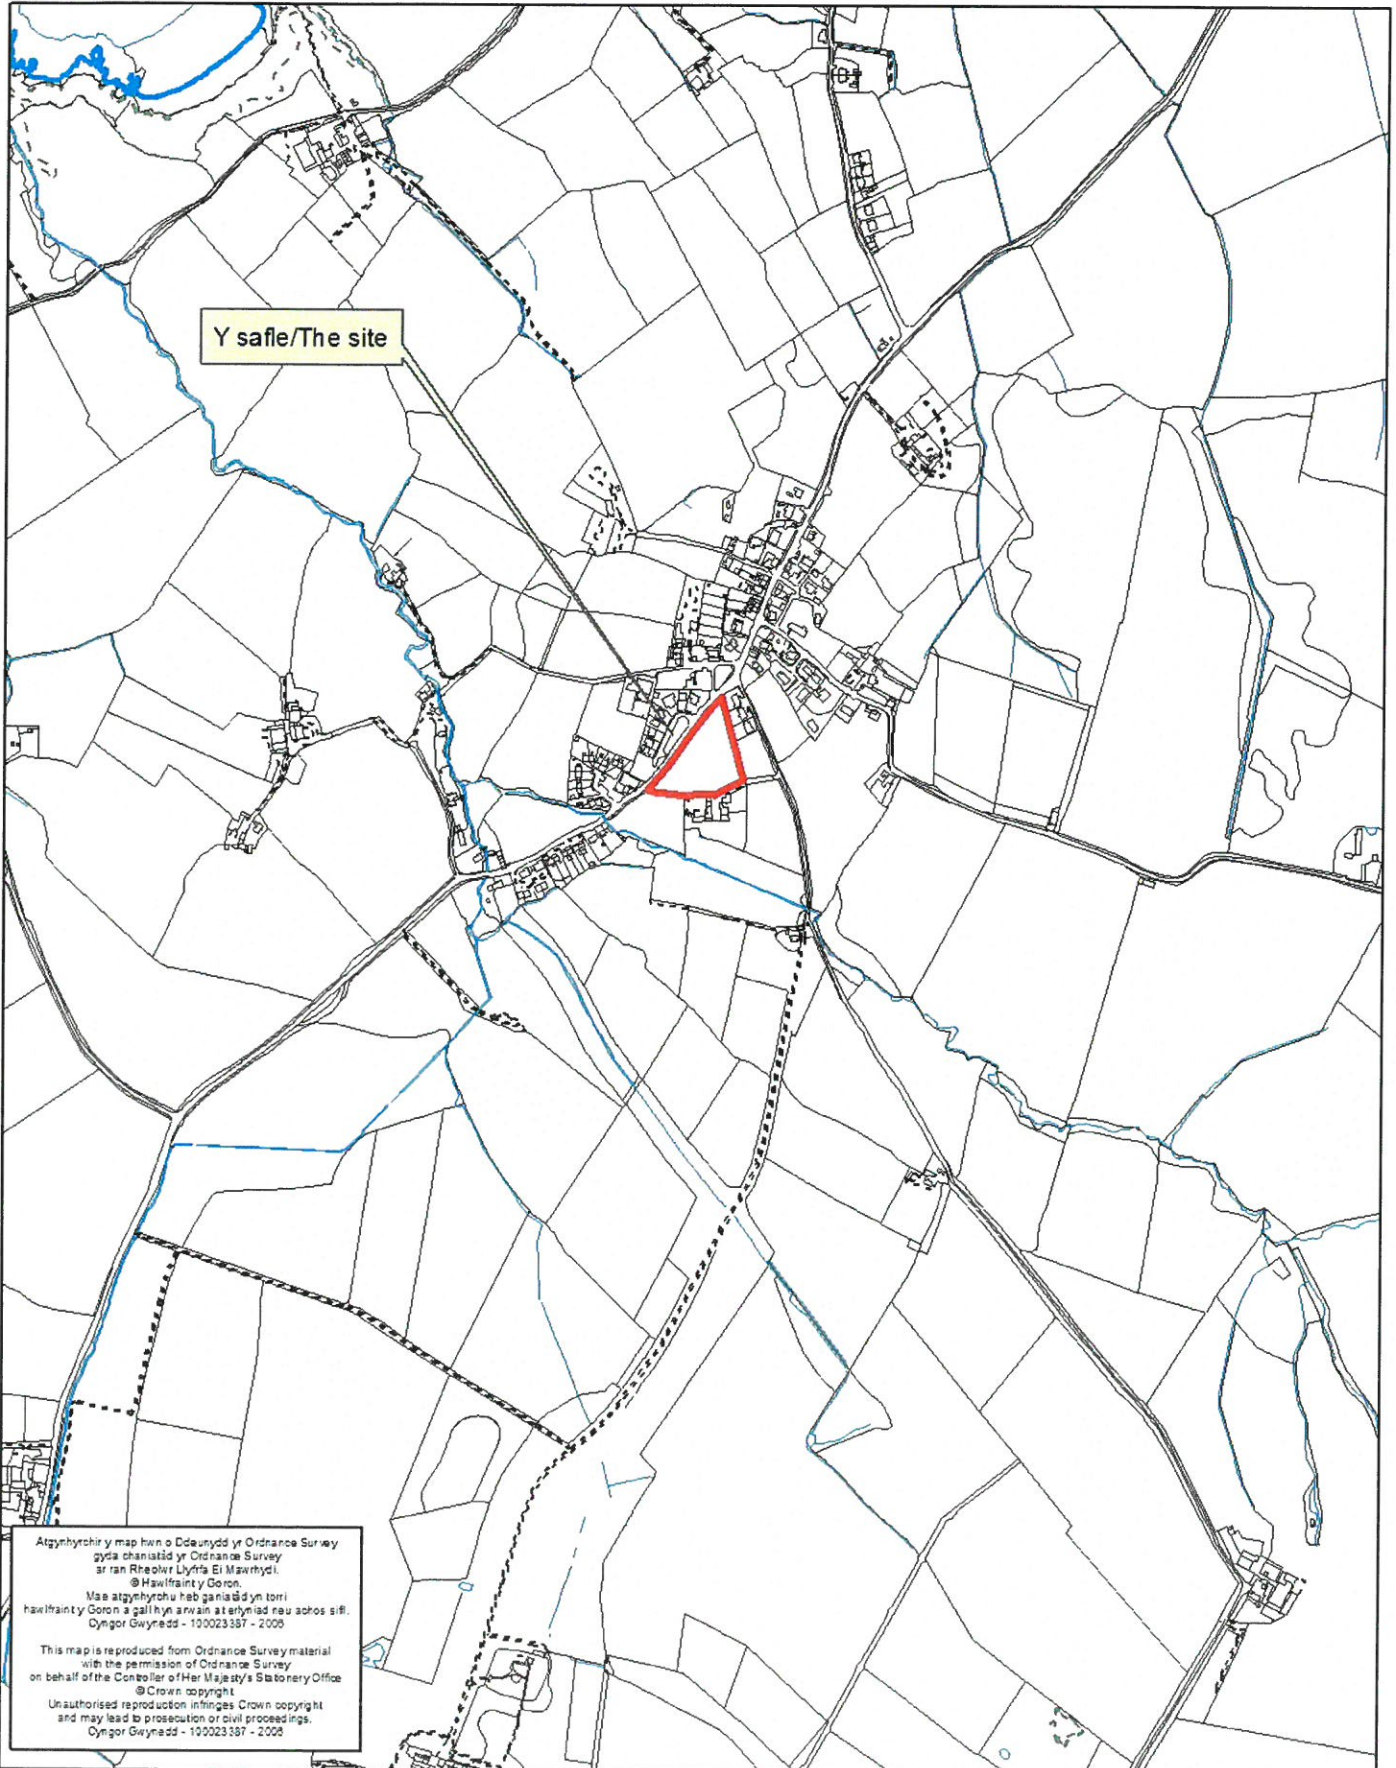 Y safle/The site
Atgynhyrchir y map hwn o Ddeunydd yr Ordnance Survey
gyda chaniatâd yr Ordnance Survey
ar ran Rheolwr Llyfrfa Ei Mawrhydi.
© Hawlfraint y Goron.
Mae atgynhyrchu heb ganiatâd yn torri
hawlfraint y Goron a gall hyn arwain at erlyniad neu achos sifil.
Cyngor Gwynedd - 100023387 - 2008
This map is reproduced from Ordnance Survey material
with the permission of Ordnance Survey
on behalf of the Controller of Her Majesty's Stationery Office
© Crown copyright
Unauthorised reproduction infringes Crown copyright
and may lead to prosecution or civil proceedings.
Cyngor Gwynedd - 100023387 - 2008